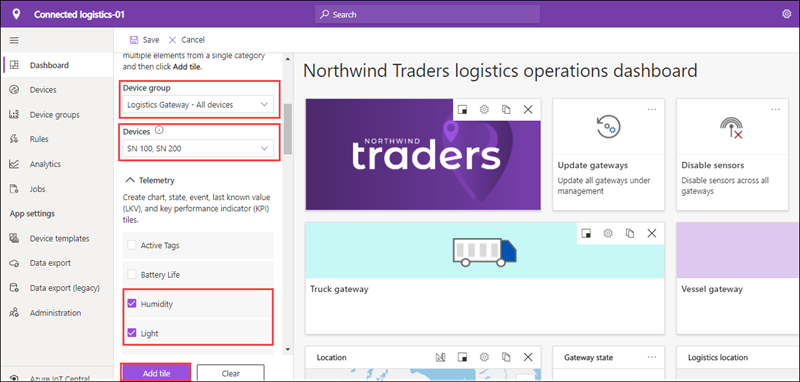 Connected logistics-01
Search
Save
Cancel
multiple elements from a single category
and then click Add tile.
Device group
Logistics Gateway - All devices
Devices
SN 100, SN 200
Telemetry
Create chart, state, event, last known value
(LKV), and key performance indicator (KPI)
tiles.
Active Tags
Battery Life
Humidity
Light
Add tile
Clear
Dashboard
Devices
Device groups
Rules
Analytics
Jobs
App settings
Device templates
Data export
Data export (legacy)
Administration
Azure IoT Central
Northwind Traders logistics operations dashboard
NORTHWIND
traders
Update gateways
Update all gateways under
management
Disable sensors
Disable sensors across all
gateways
Truck gateway
Vessel gateway
Location
Gateway state
Logistics location